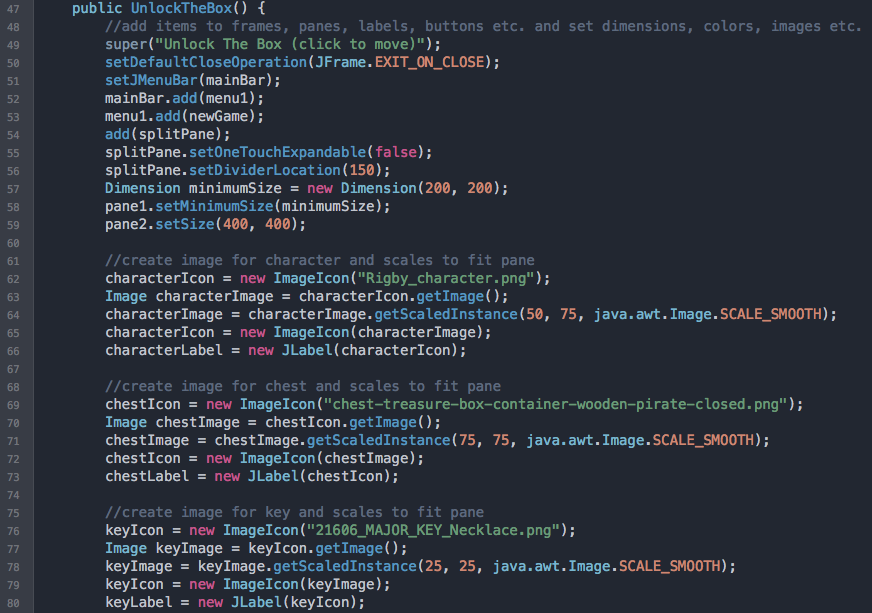 47 public UnlockTheBox() {
48 //add items to frames, panes, labels, buttons etc. and set dimensions, colors, images etc.
49 super("Unlock The Box (click to move)");
50 setDefaultCloseOperation(JFrame.EXIT_ON_CLOSE);
51 setJMenuBar(mainBar);
52 mainBar.add(menu1);
53 menu1.add(newGame);
54 add(splitPane);
55 splitPane.setOneTouchExpandable(false);
56 splitPane.setDividerLocation(150);
57 Dimension minimumSize = new Dimension(200, 200);
58 pane1.setMinimumSize(minimumSize);
59 pane2.setSize(400, 400);
60
61 //create image for character and scales to fit pane
62 characterIcon = new ImageIcon("Rigby_character.png");
63 Image characterImage = characterIcon.getImage();
64 characterImage = characterImage.getScaledInstance(50, 75, java.awt.Image.SCALE_SMOOTH);
65 characterIcon = new ImageIcon(characterImage);
66 characterLabel = new JLabel(characterIcon);
67
68 //create image for chest and scales to fit pane
69 chestIcon = new ImageIcon("chest-treasure-box-container-wooden-pirate-closed.png");
70 Image chestImage = chestIcon.getImage();
71 chestImage = chestImage.getScaledInstance(75, 75, java.awt.Image.SCALE_SMOOTH);
72 chestIcon = new ImageIcon(chestImage);
73 chestLabel = new JLabel(chestIcon);
74
75 //create image for key and scales to fit pane
76 keyIcon = new ImageIcon("21606_MAJOR_KEY_Necklace.png");
77 Image keyImage = keyIcon.getImage();
78 keyImage = keyImage.getScaledInstance(25, 25, java.awt.Image.SCALE_SMOOTH);
79 keyIcon = new ImageIcon(keyImage);
80 keyLabel = new JLabel(keyIcon);